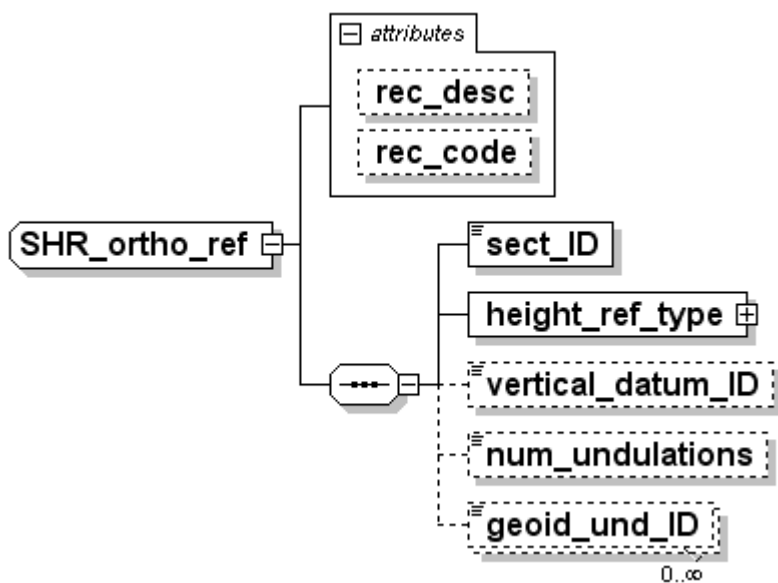 attributes
rec_desc
rec_code
SHR_ortho_ref
sect_ID
height_ref_type
vertical_datum_ID
num_undulations
geoid_und_ID
0..∞